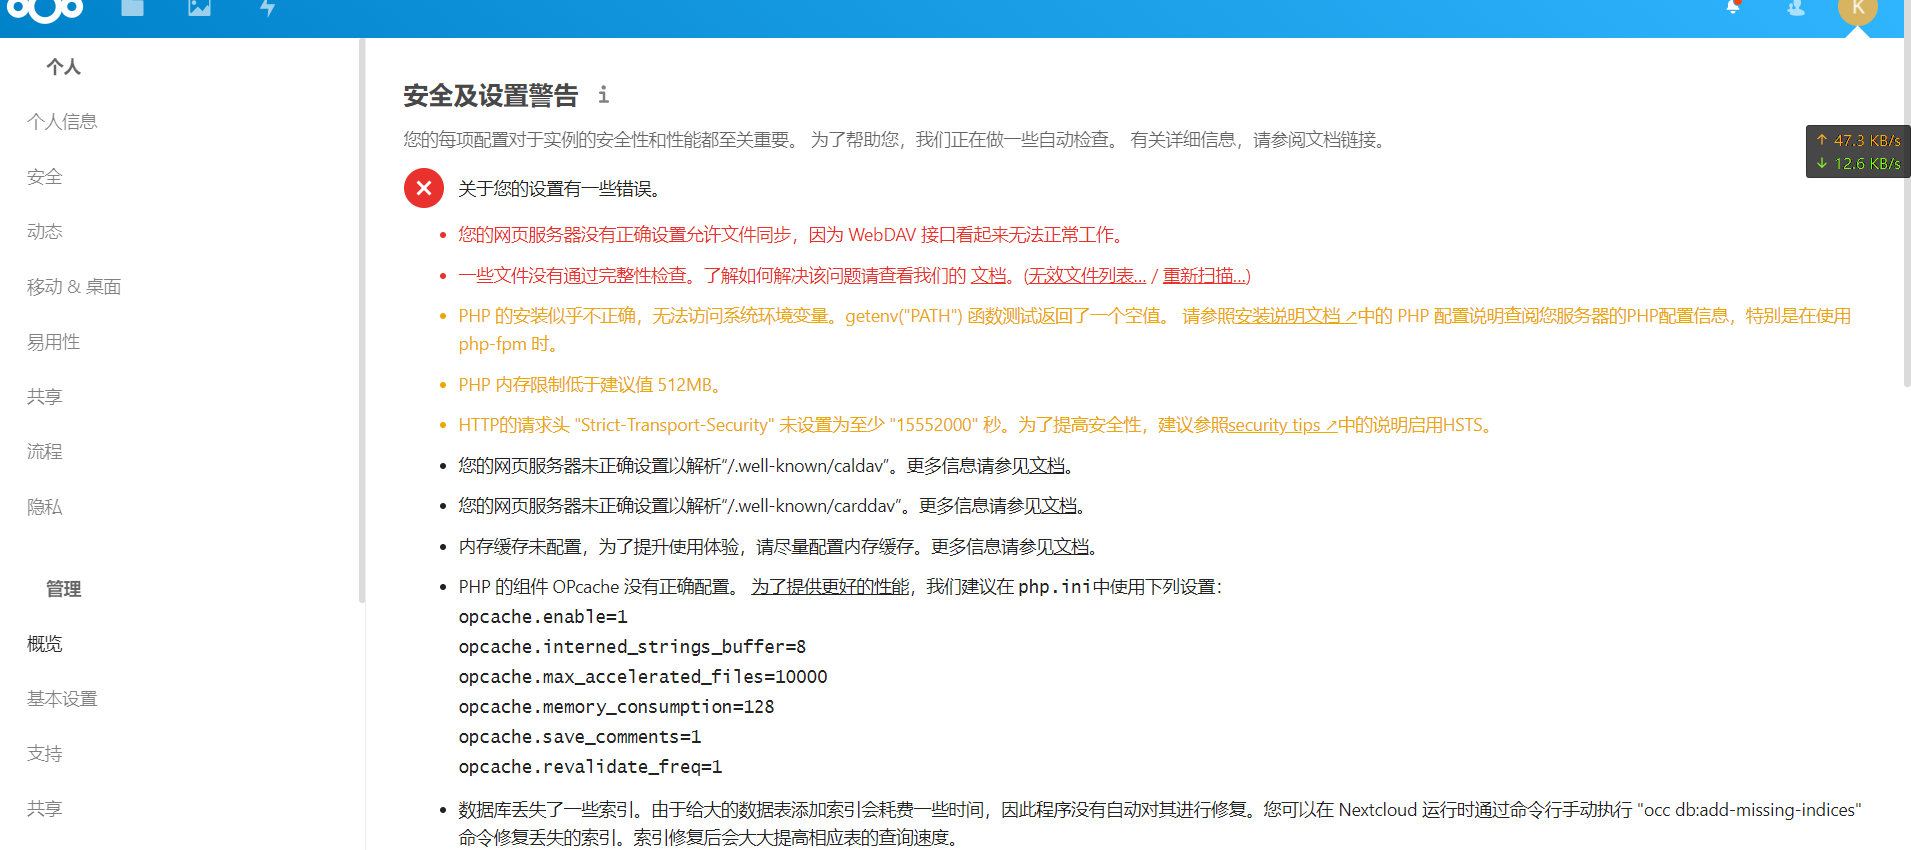 K
个人
个人信息
安全
动态
移动 & 桌面
易用性
共享
流程
隐私
管理
概览
基本设置
支持
共享
安全及设置警告 i
您的每项配置对于实例的安全性和性能都至关重要。 为了帮助您，我们正在做一些自动检查。 有关详细信息，请参阅文档链接。
↑ 47.3 KB/s
↓ 12.6 KB/s
关于您的设置有一些错误。
• 您的网页服务器没有正确设置允许文件同步，因为 WebDAV 接口看起来无法正常工作。
• 一些文件没有通过完整性检查。了解如何解决该问题请查看我们的 文档。(无效文件列表… / 重新扫描…)
• PHP 的安装似乎不正确，无法访问系统环境变量。getenv("PATH") 函数测试返回了一个空值。 请参照安装说明文档 ↗中的 PHP 配置说明查阅您服务器的PHP配置信息，特别是在使用
php-fpm 时。
• PHP 内存限制低于建议值 512MB。
• HTTP的请求头 "Strict-Transport-Security" 未设置为至少 "15552000" 秒。为了提高安全性，建议参照security tips ↗中的说明启用HSTS。
• 您的网页服务器未正确设置以解析“/.well-known/caldav”。更多信息请参见文档。
• 您的网页服务器未正确设置以解析“/.well-known/carddav”。更多信息请参见文档。
• 内存缓存未配置，为了提升使用体验，请尽量配置内存缓存。更多信息请参见文档。
• PHP 的组件 OPcache 没有正确配置。 为了提供更好的性能，我们建议在 php.ini中使用下列设置：
opcache.enable=1
opcache.interned_strings_buffer=8
opcache.max_accelerated_files=10000
opcache.memory_consumption=128
opcache.save_comments=1
opcache.revalidate_freq=1
• 数据库丢失了一些索引。由于给大的数据表添加索引会耗费一些时间，因此程序没有自动对其进行修复。您可以在 Nextcloud 运行时通过命令行手动执行 "occ db:add-missing-indices"
命令修复丢失的索引。索引修复后会大大提高相应表的查询速度。